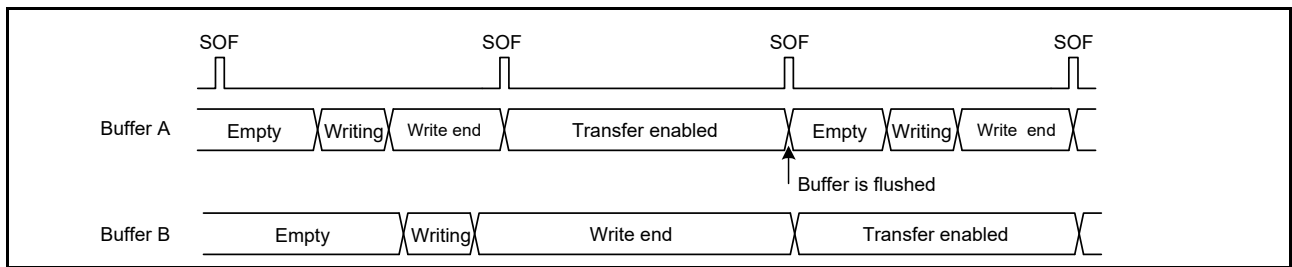 SOF SOF SOF SOF
Buffer A Empty Writing Write end Transfer enabled Empty Writing Write end
Buffer is flushed
Buffer B Empty Writing Write end Transfer enabled